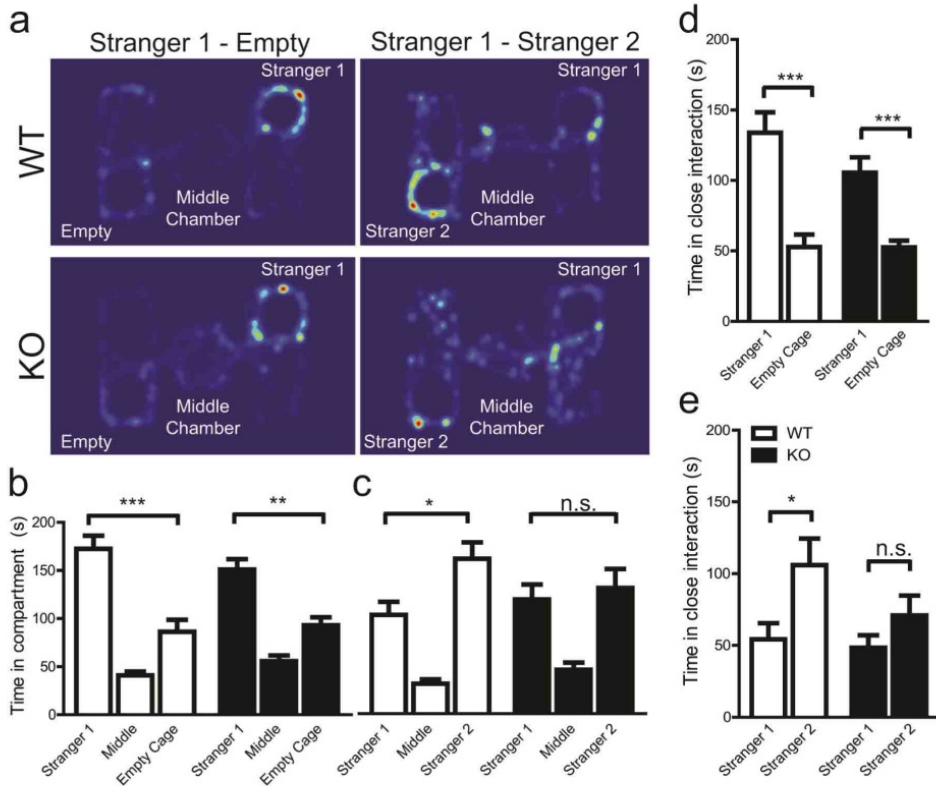 a
Stranger 1 - Empty
Stranger 1 - Stranger 2
WT
Stranger 1
Middle
Chamber
Empty
Stranger 1
Middle
Chamber
Stranger 2
KO
Stranger 1
Middle
Chamber
Empty
Stranger 1
Middle
Chamber
Stranger 2
b
Time in compartment (s)
200
150
100
50
0
***
**
Stranger 1
Middle
Empty Cage
Stranger 1
Middle
Empty Cage
c
*
n.s.
Stranger 1
Middle
Stranger 2
Stranger 1
Middle
Stranger 2
d
Time in close interaction (s)
200
150
100
50
0
***
***
Stranger 1
Empty Cage
Stranger 1
Empty Cage
e
Time in close interaction (s)
200
150
100
50
0
WT
KO
*
n.s.
Stranger 1
Stranger 2
Stranger 1
Stranger 2